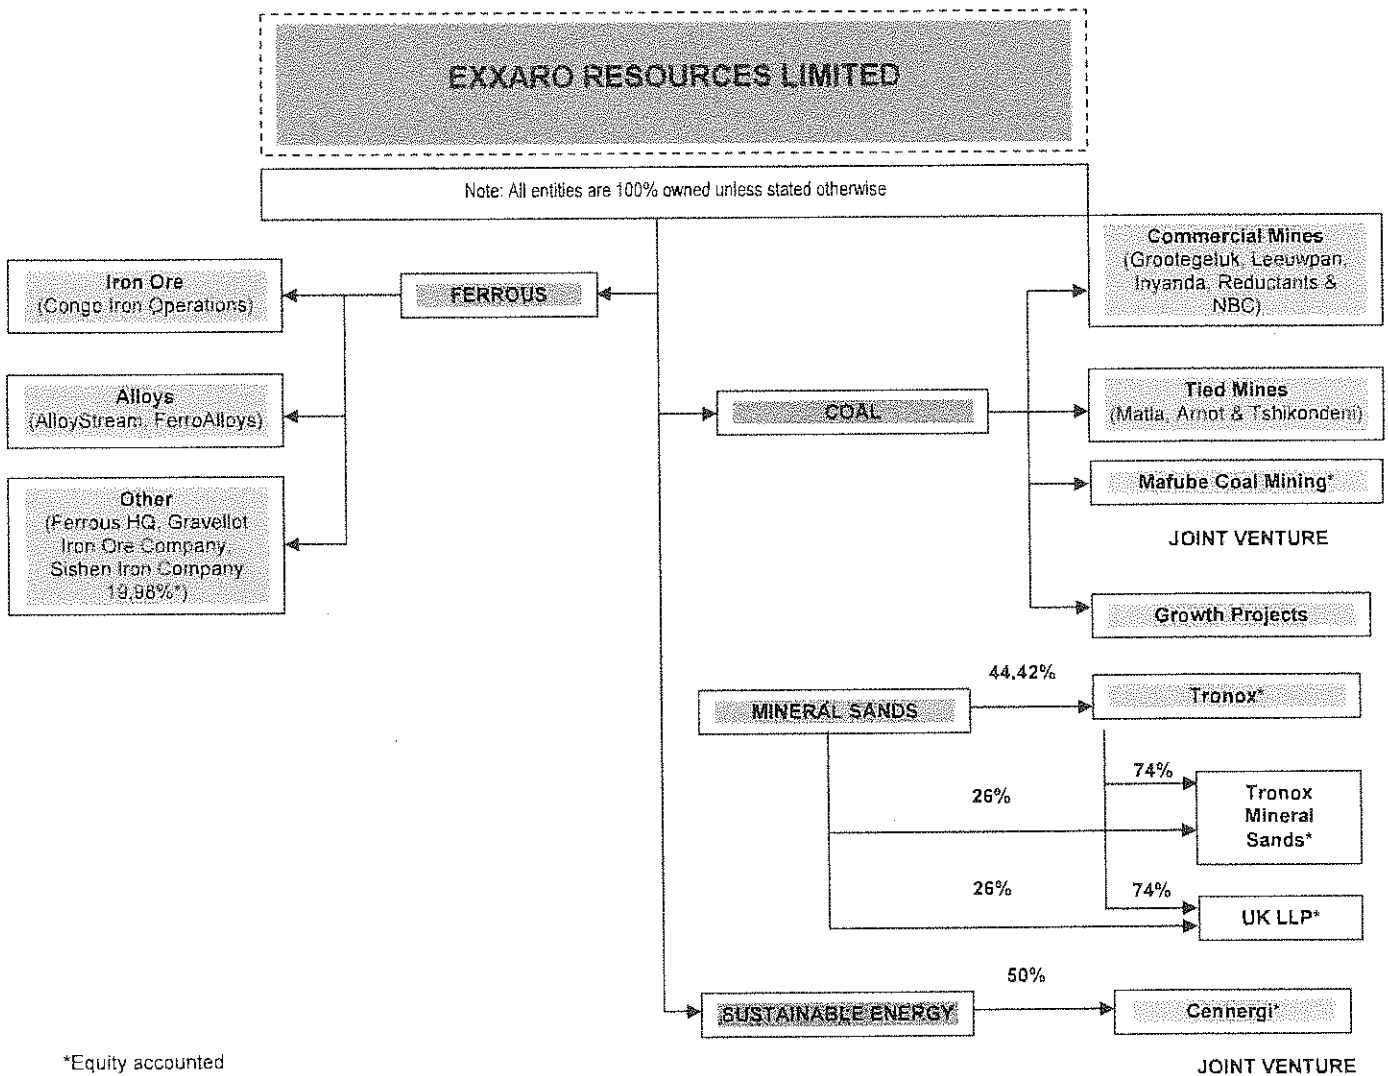 EXXARO RESOURCES LIMITED
Note: All entities are 100% owned unless stated otherwise
Commercial Mines
(Grootegeluk, Leeuwpan,
Inyanda, Reductants &
NBC)
Iron Ore
(Congo Iron Operations)
FERROUS
Alloys
(AlloyStream, FerroAlloys)
COAL
Tied Mines
(Matla, Arnot & Tshikondeni)
Mafube Coal Mining*
JOINT VENTURE
Other
(Ferrous HQ, Gravellot
Iron Ore Company,
Sishen Iron Company
19,98%*)
Growth Projects
44,42%
MINERAL SANDS
Tronox*
74%
26%
Tronox
Mineral
Sands*
26%
74%
UK LLP*
50%
SUSTAINABLE ENERGY
Cennergi*
*Equity accounted
JOINT VENTURE